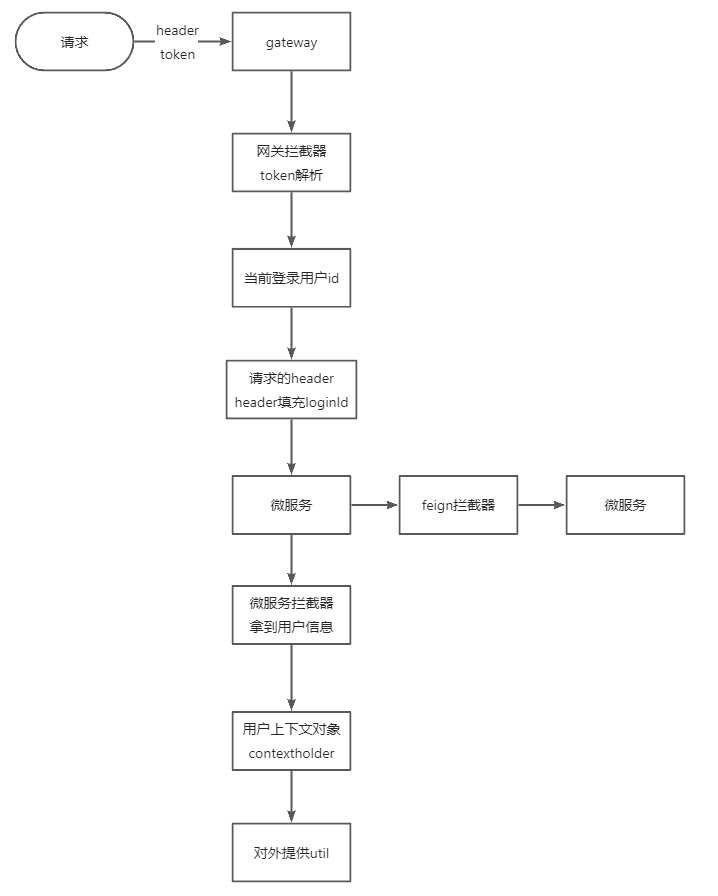 请求
header
token
gateway
网关拦截器
token解析
当前登录用户id
请求的header
header填充loginId
微服务
feign拦截器
微服务
微服务拦截器
拿到用户信息
用户上下文对象
contextholder
对外提供util